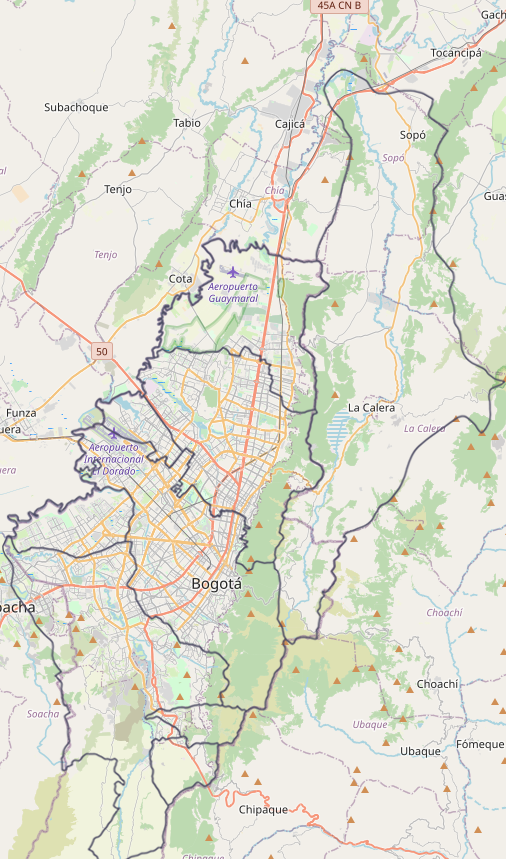 45A CN B
Gach
Tocancipá
Subachoque
Tabio
Cajicá
Sopó
Sopó
Tenjo
Chía
Guas
Chía
Tenjo
Cota
Aeropuerto
Guaymaral
50
Funza
uera
La Calera
La Calera
Aeropuerto
Internacional
El Dorado
uera
Bogotá
oacha
Choachí
Choachí
Soacha
Ubaque
Ubaque
Fómeque
Chipaque
Chipaque